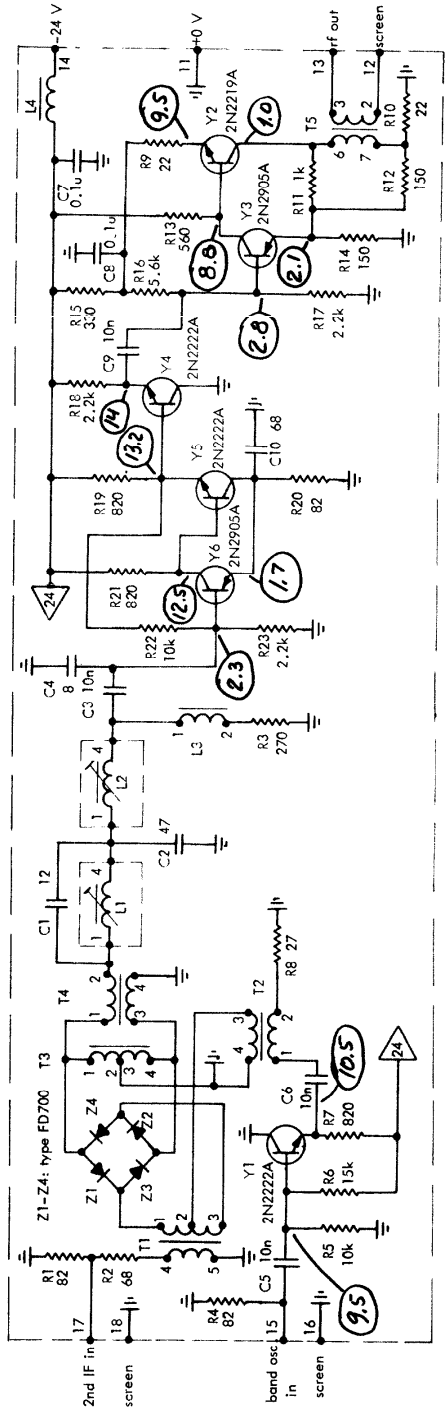 -24 V
14
L4
C7
0.1u
11
+0 V
C8
0.1u
R15
330
R16
5.6k
R13
560
R9
22
9.5
Y2
2N2219A
1.0
13
rf out
12
screen
T5
3
2
6
7
R10
22
R11 1k
R12
150
Y3
2N2905A
8.8
2.1
R14
150
2.8
R17
2.2k
C9 10n
R18
2.2k
14
Y4
2N2222A
13.2
R19
820
Y5
2N2222A
C10 68
R20
82
24
R21
820
12.5
Y6
2N2905A
1.7
R22
10k
2.3
R23
2.2k
C4
8
C3
10n
1
L3
2
R3
270
1
4
L2
C1 12
1
4
L1
47
C2
T4
1
2
3
4
T3
1
2
3
4
Z1-Z4: type FD700
Z1
Z4
Z3
Z2
T1
1
2
3
4
5
T2
3
4
1
2
R8 27
R1
82
R2
68
17
2nd IF in
18
screen
R4
82
15
band osc
in
16
screen
C5
10n
9.5
R5
10k
R6
15k
Y1
2N2222A
C6
10n
10.5
R7
820
24